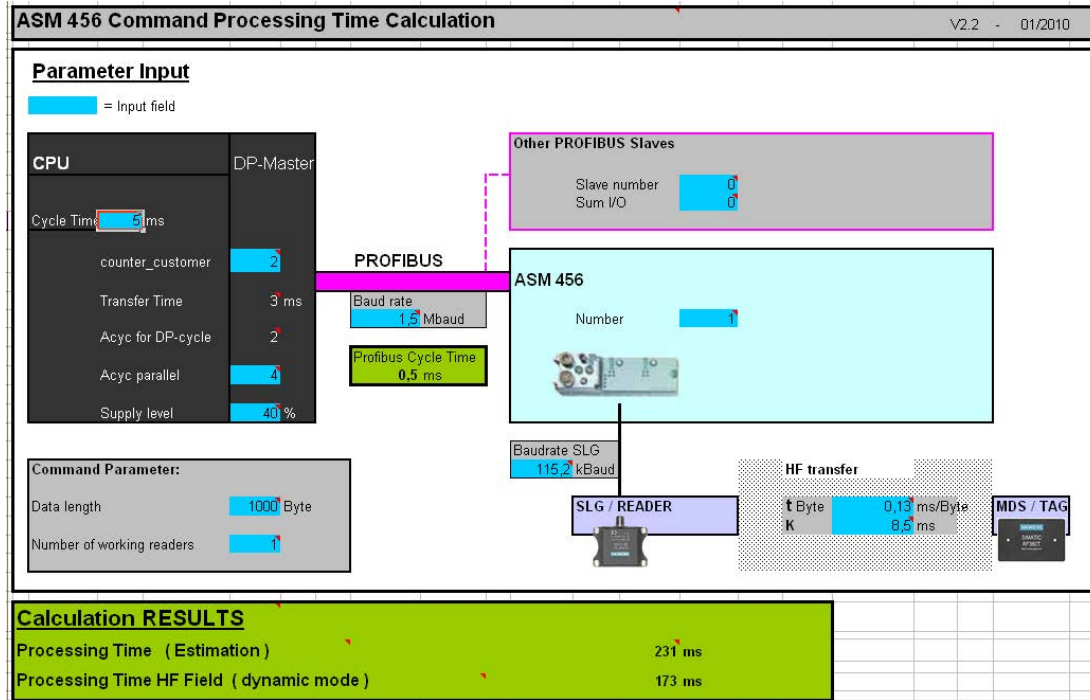 ASM 456 Command Processing Time Calculation V2.2 - 01/2010
Parameter Input
= Input field
CPU DP-Master
Cycle Time 5 ms
counter_customer 2
Transfer Time 3 ms
Acyc for DP-cycle 2
Acyc parallel 4
Supply level 40 %
PROFIBUS
Baud rate
1,5 Mbaud
Profibus Cycle Time
0,5 ms
Other PROFIBUS Slaves
Slave number 0
Sum I/O 0
ASM 456
Number 1
Baudrate SLG
115,2 kBaud
Command Parameter:
Data length 1000 Byte
Number of working readers 1
SLG / READER
HF transfer
t Byte 0,13 ms/Byte
K 8,5 ms
MDS / TAG
Calculation RESULTS
Processing Time ( Estimation ) 231 ms
Processing Time HF Field ( dynamic mode ) 173 ms